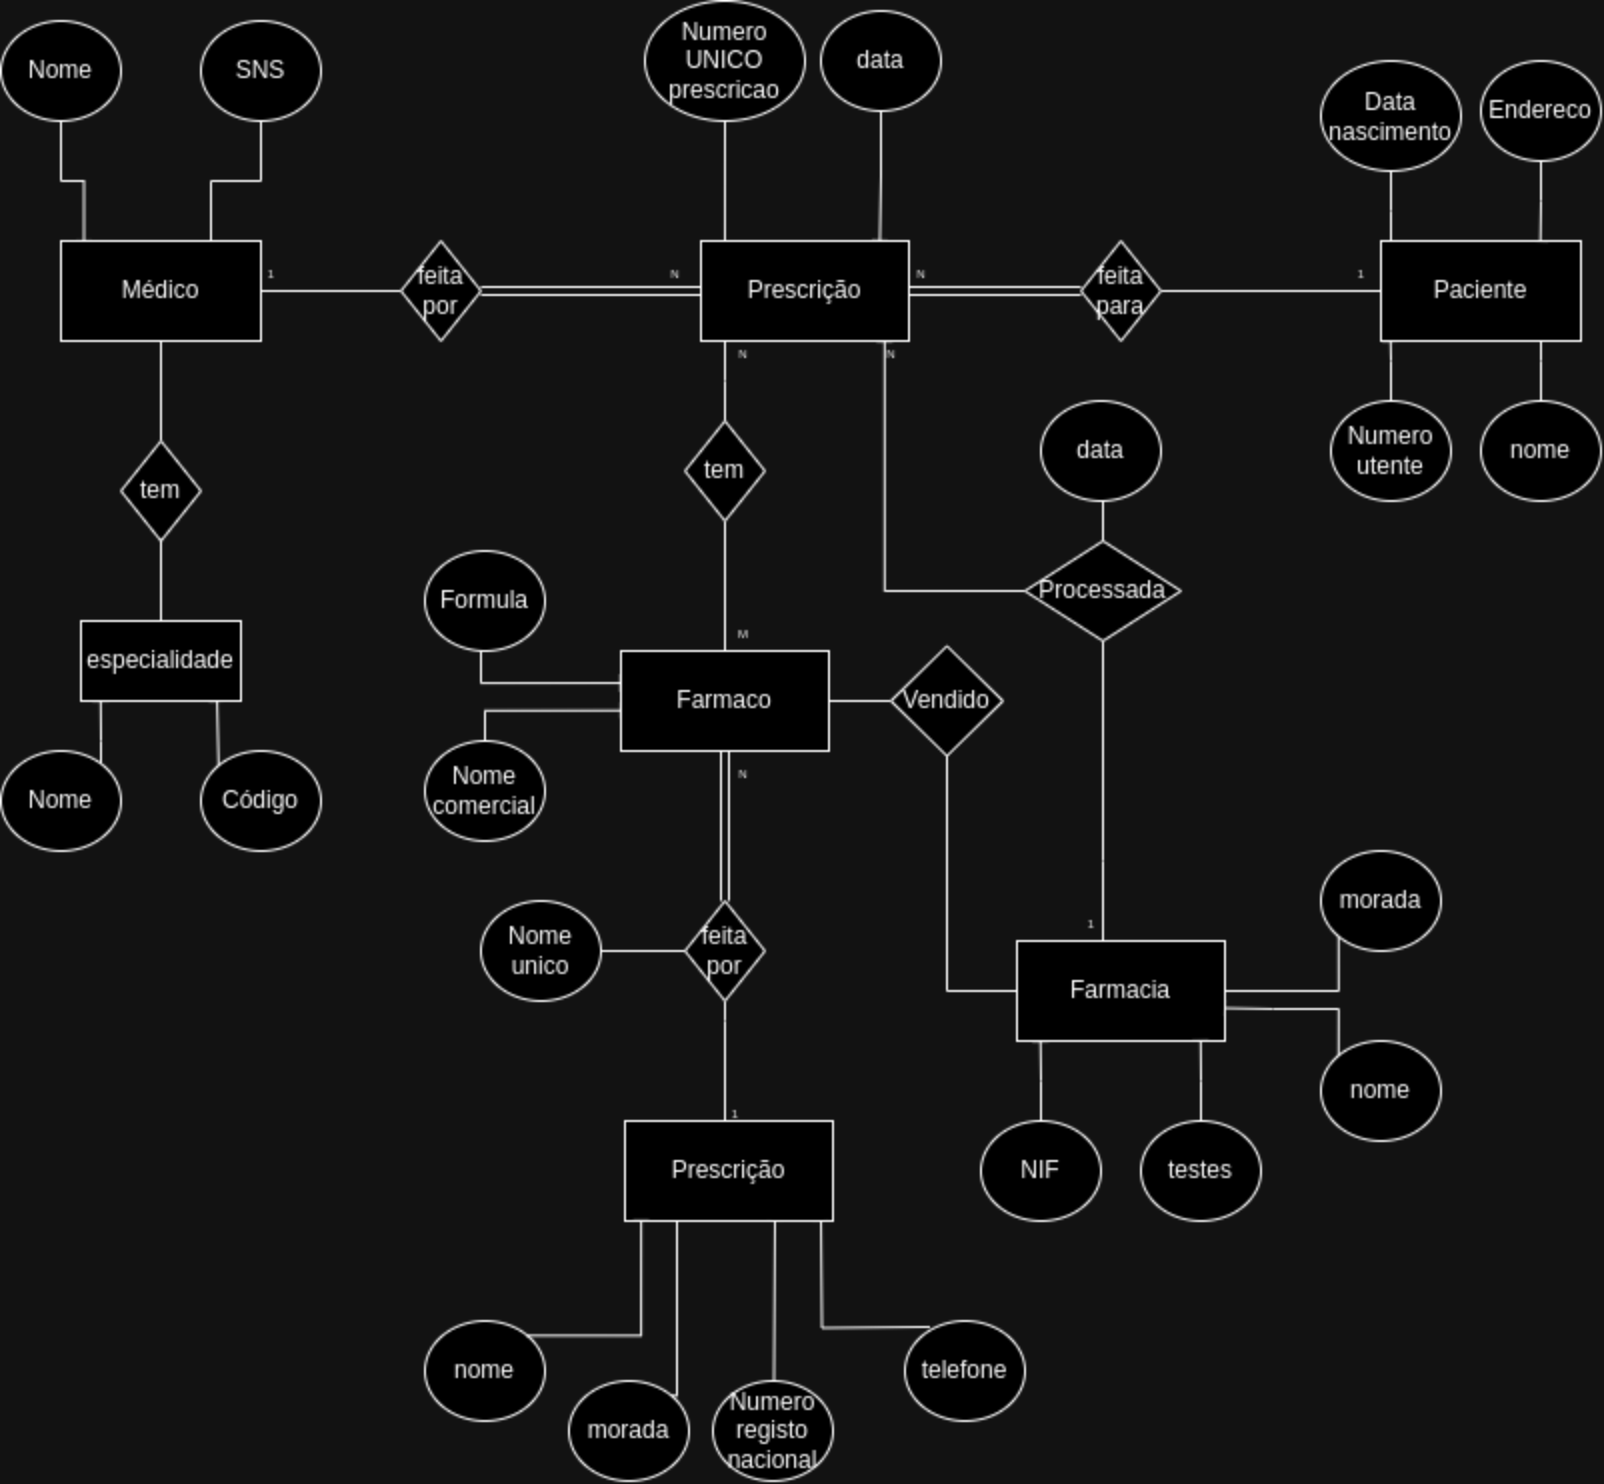 Nome
SNS
Numero
UNICO
prescricao
data
Data
nascimento
Endereco
Médico
1
feita
por
N
Prescrição
N
feita
para
1
Paciente
N
N
data
Numero
utente
nome
tem
tem
Formula
Processada
M
especialidade
Farmaco
Vendido
Nome
Código
Nome
comercial
N
morada
Nome
unico
feita
por
1
Farmacia
nome
1
Prescrição
NIF
testes
nome
telefone
morada
Numero
registo
nacional